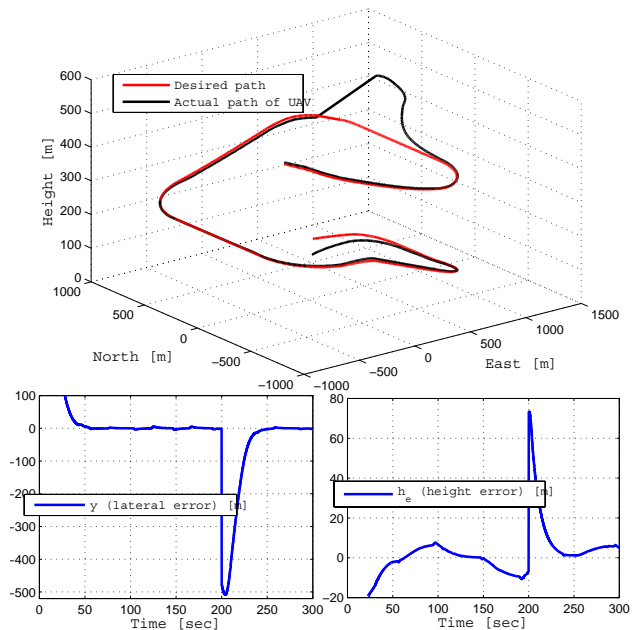 600
500
400
300
200
100
0
Height [m]
Desired path
Actual path of UAV
1000
500
0
−500
−1000
North [m]
−1000
−500
0
500
1000
1500
East [m]
100
0
-100
-200
-300
-400
-500
y (lateral error) [m]
0 50 100 150 200 250 300
Time [sec]
80
60
40
20
0
−20
h_e (height error) [m]
0 50 100 150 200 250 300
Time [sec]